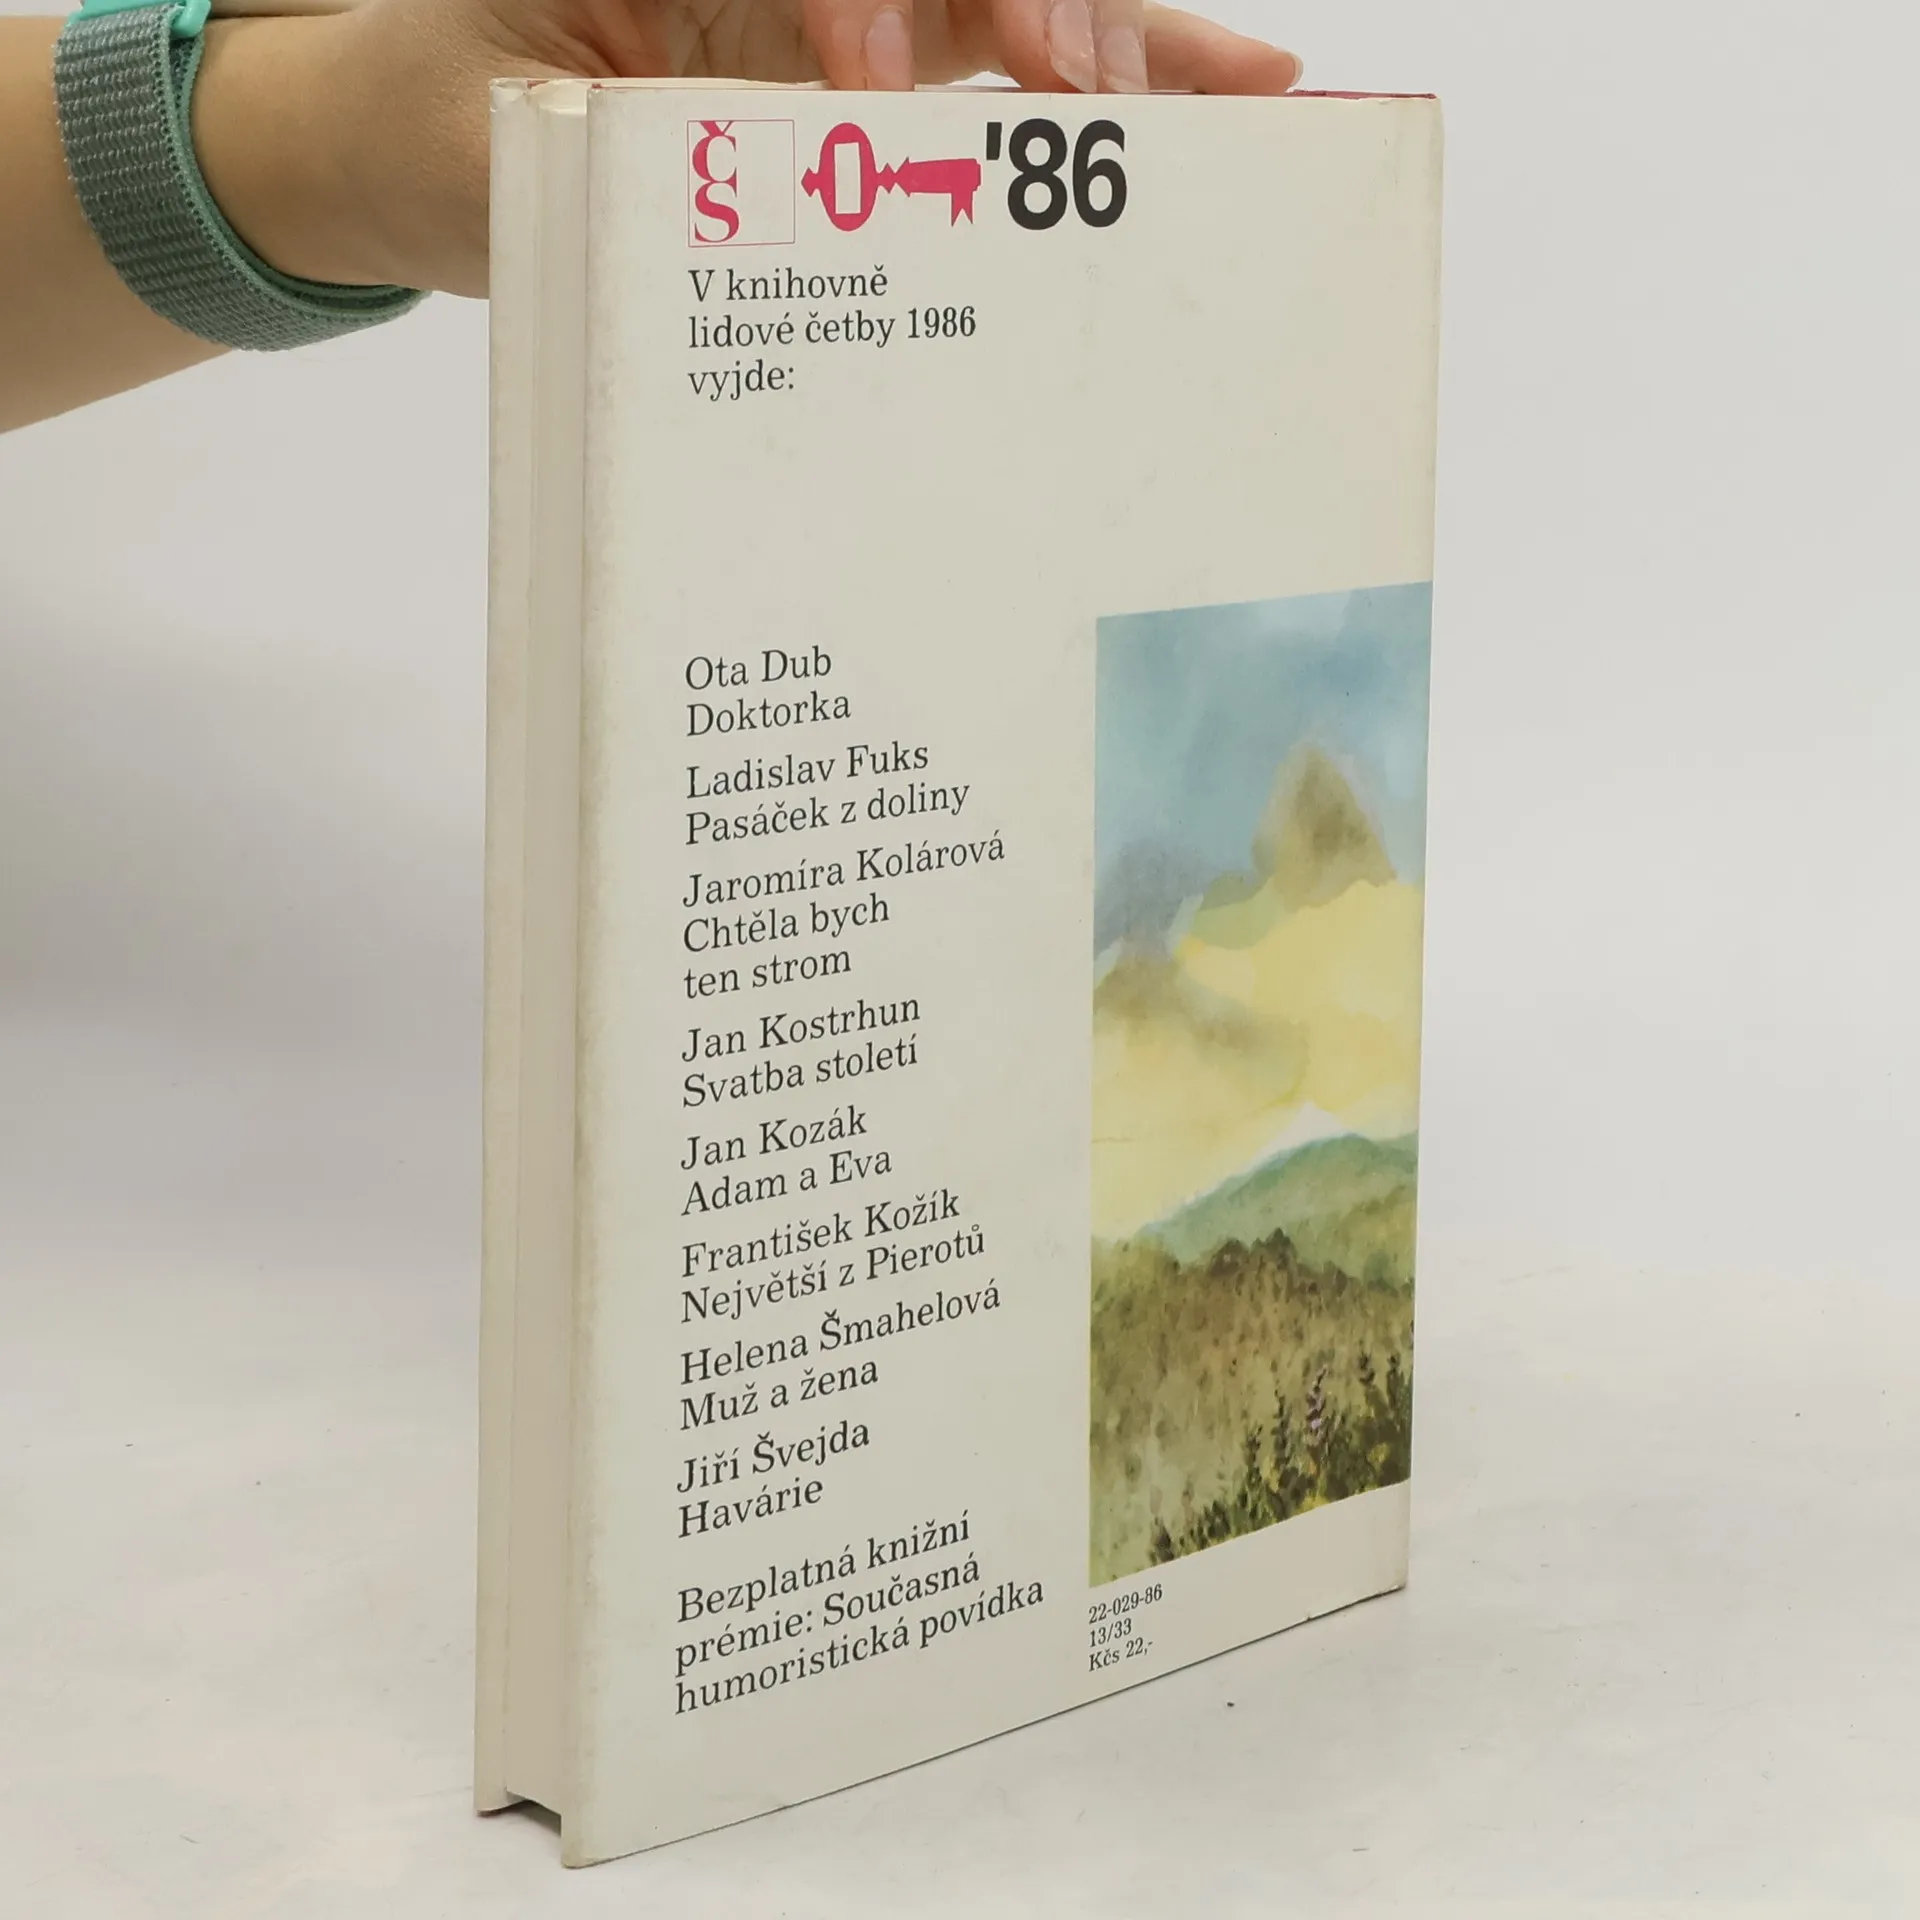 ČS '86
V knihovně
lidové četby 1986
vyjde:
Ota Dub
Doktorka
Ladislav Fuks
Pasáček z doliny
Jaromíra Kolárová
Chtěla bych
ten strom
Jan Kostrhun
Svatba století
Jan Kozák
Adam a Eva
František Kožík
Největší z Pierotů
Helena Šmahelová
Muž a žena
Jiří Švejda
Havárie
Bezplatná knižní
prémie: Současná
humoristická povídka
22-029-86
13/33
Kčs 22,-